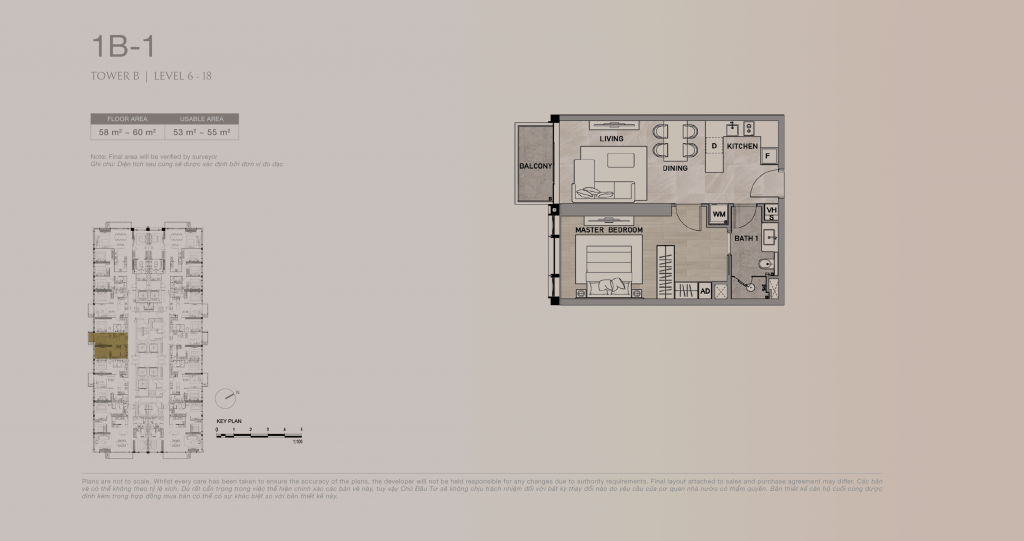 1B-1
TOWER B | LEVEL 6 - 18
FLOOR AREA USABLE AREA
58 m² ~ 60 m² 53 m² ~ 55 m²
Note: Final area will be verified by surveyor
Ghi chú: Diện tích sau cùng sẽ được xác định bởi đơn vị đo đạc
LIVING
D
KITCHEN
F
BALCONY
DINING
WM
VH
S
MASTER BEDROOM
BATH 1
AD
N
KEY PLAN
0 1 2 3 4 5
1:100
Plans are not to scale. Whilst every care has been taken to ensure the accuracy of the plans, the developer will not be held responsible for any changes due to authority requirements. Final layout attached to sales and purchase agreement may differ. Các bản
vẽ có thể không theo tỷ lệ xích. Dù rất cẩn trọng trong việc thể hiện chính xác các bản vẽ này, tuy vậy Chủ Đầu Tư sẽ không chịu trách nhiệm đối với bất kỳ thay đổi nào do yêu cầu của cơ quan nhà nước có thẩm quyền. Bản thiết kế căn hộ cuối cùng được
đính kèm trong hợp đồng mua bán có thể có sự khác biệt so với bản thiết kế này.